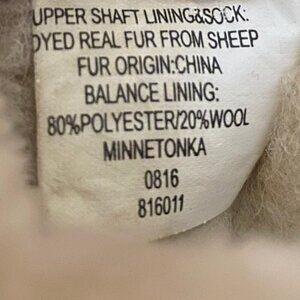 UPPER SHAFT LINING&SOCK:
DYED REAL FUR FROM SHEEP
FUR ORIGIN:CHINA
BALANCE LINING:
80%POLYESTER/20%WOOL
MINNETONKA
0816
816011